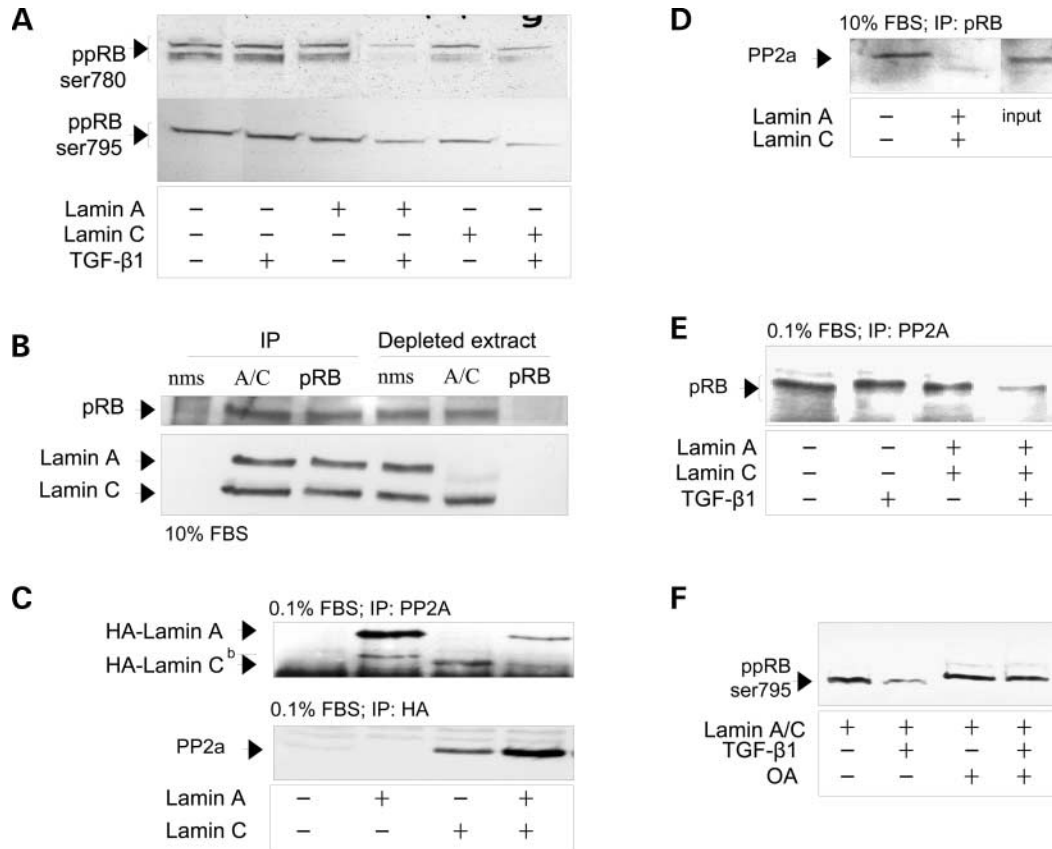 A
ppRB
ser780
ppRB
ser795
Lamin A − − + + − −
Lamin C − − − − + +
TGF-β1 − + − + − +
B
IP Depleted extract
nms A/C pRB nms A/C pRB
pRB
Lamin A
Lamin C
10% FBS
C
0.1% FBS; IP: PP2A
HA-Lamin A
HA-Lamin C b
0.1% FBS; IP: HA
PP2a
Lamin A − + − +
Lamin C − − + +
D
10% FBS; IP: pRB
PP2a
Lamin A − + input
Lamin C − +
E
0.1% FBS; IP: PP2A
pRB
Lamin A − − + +
Lamin C − − + +
TGF-β1 − + − +
F
ppRB
ser795
Lamin A/C + + + +
TGF-β1 − + − +
OA − − + +